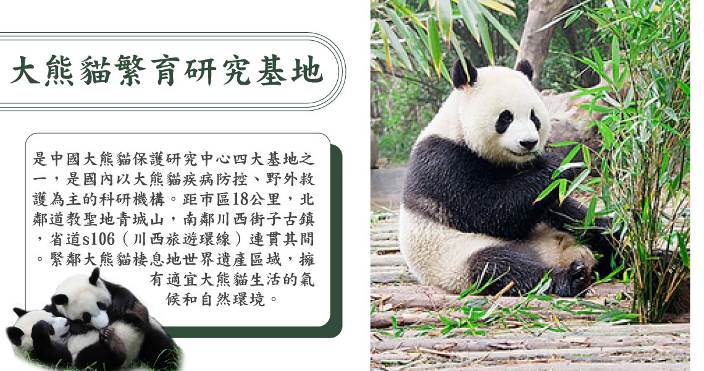 大熊貓繁育研究基地
是中國大熊貓保護研究中心四大基地之
一，是國內以大熊貓疾病防控、野外救
護為主的科研機構。距市區18公里，北
鄰道教聖地青城山，南鄰川西街子古鎮
，省道s106（川西旅遊環線）連貫其間
。緊鄰大熊貓棲息地世界遺產區域，擁
有適宜大熊貓生活的氣
候和自然環境。